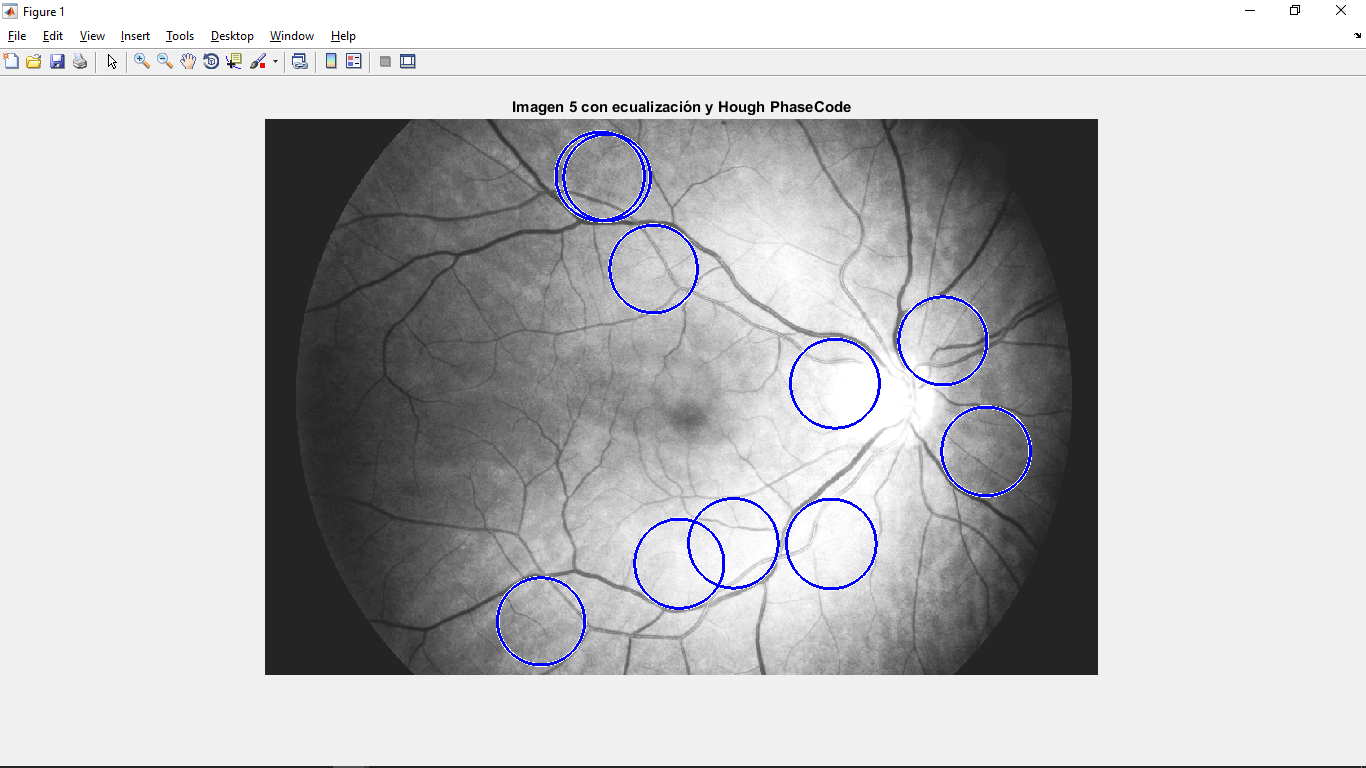 Figure 1
File Edit View Insert Tools Desktop Window Help
Imagen 5 con ecualización y Hough PhaseCode